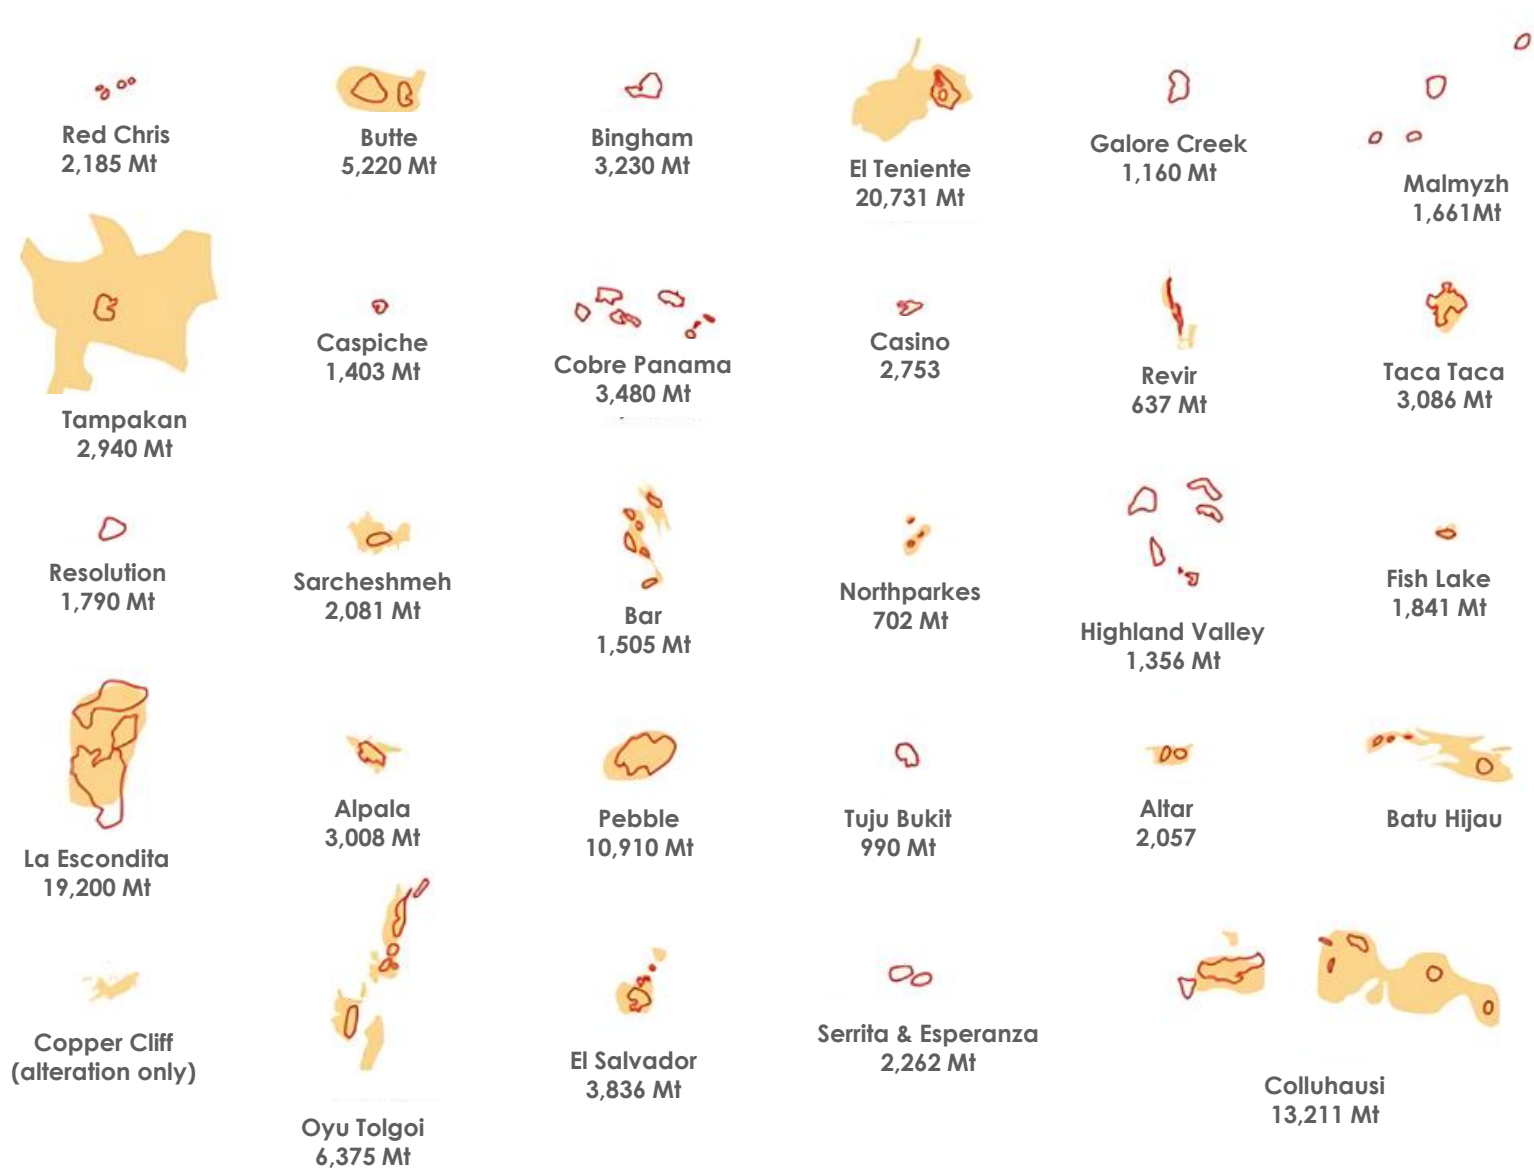 Red Chris
2,185 Mt
Butte
5,220 Mt
Bingham
3,230 Mt
El Teniente
20,731 Mt
Galore Creek
1,160 Mt
Malmyzh
1,661Mt
Tampakan
2,940 Mt
Caspiche
1,403 Mt
Cobre Panama
3,480 Mt
Casino
2,753
Revir
637 Mt
Taca Taca
3,086 Mt
Resolution
1,790 Mt
Sarcheshmeh
2,081 Mt
Bar
1,505 Mt
Northparkes
702 Mt
Highland Valley
1,356 Mt
Fish Lake
1,841 Mt
La Escondita
19,200 Mt
Alpala
3,008 Mt
Pebble
10,910 Mt
Tuju Bukit
990 Mt
Altar
2,057
Batu Hijau
Copper Cliff
(alteration only)
Oyu Tolgoi
6,375 Mt
El Salvador
3,836 Mt
Serrita & Esperanza
2,262 Mt
Colluhausi
13,211 Mt